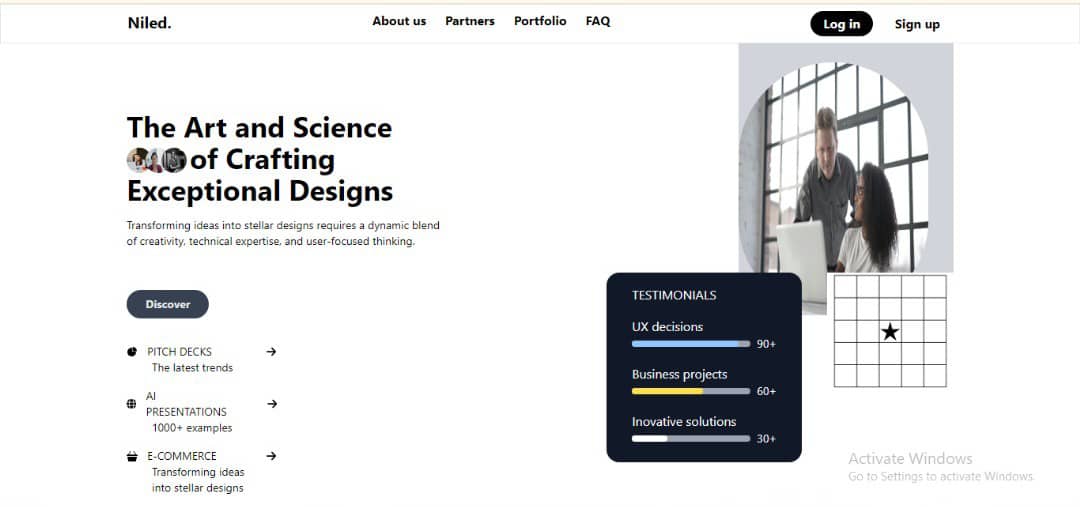 Niled.
About us
Partners
Portfolio
FAQ
Log in
Sign up
The Art and Science
of Crafting
Exceptional Designs
Transforming ideas into stellar designs requires a dynamic blend
of creativity, technical expertise, and user-focused thinking.
Discover
PITCH DECKS
The latest trends
AI
PRESENTATIONS
1000+ examples
E-COMMERCE
Transforming ideas
into stellar designs
TESTIMONIALS
UX decisions
90+
Business projects
60+
Inovative solutions
30+
Activate Windows
Go to Settings to activate Windows.